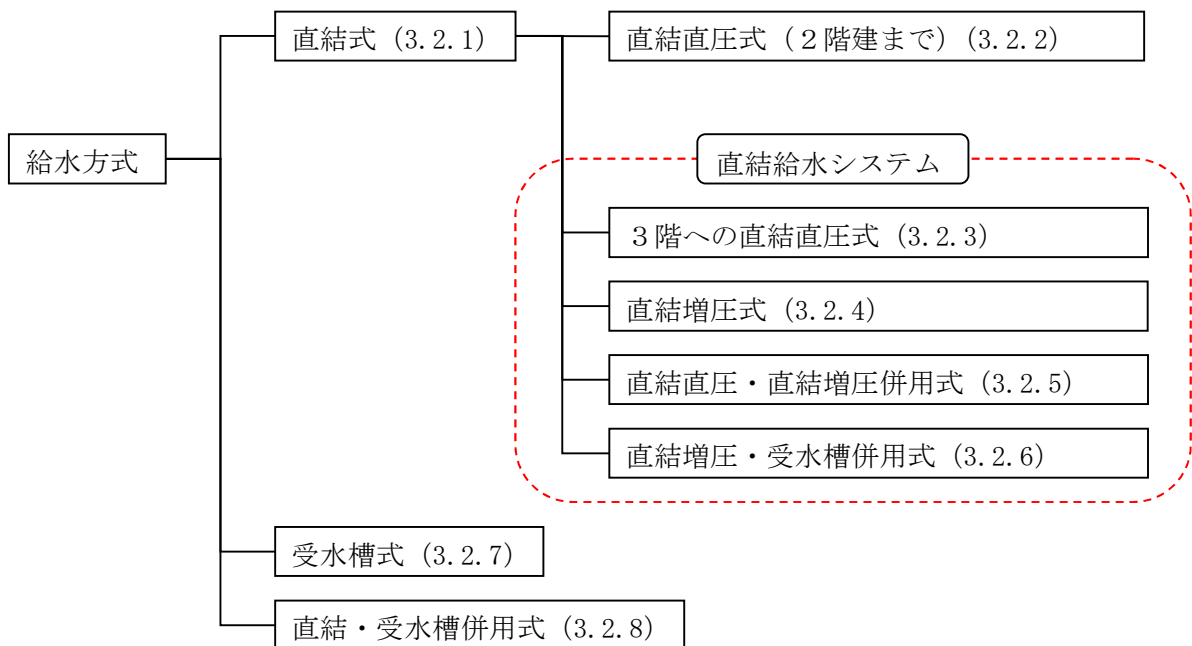 給水方式
直結式 (3.2.1)
直結直圧式（２階建まで）(3.2.2)
直結給水システム
３階への直結直圧式 (3.2.3)
直結増圧式 (3.2.4)
直結直圧・直結増圧併用式 (3.2.5)
直結増圧・受水槽併用式 (3.2.6)
受水槽式 (3.2.7)
直結・受水槽併用式 (3.2.8)